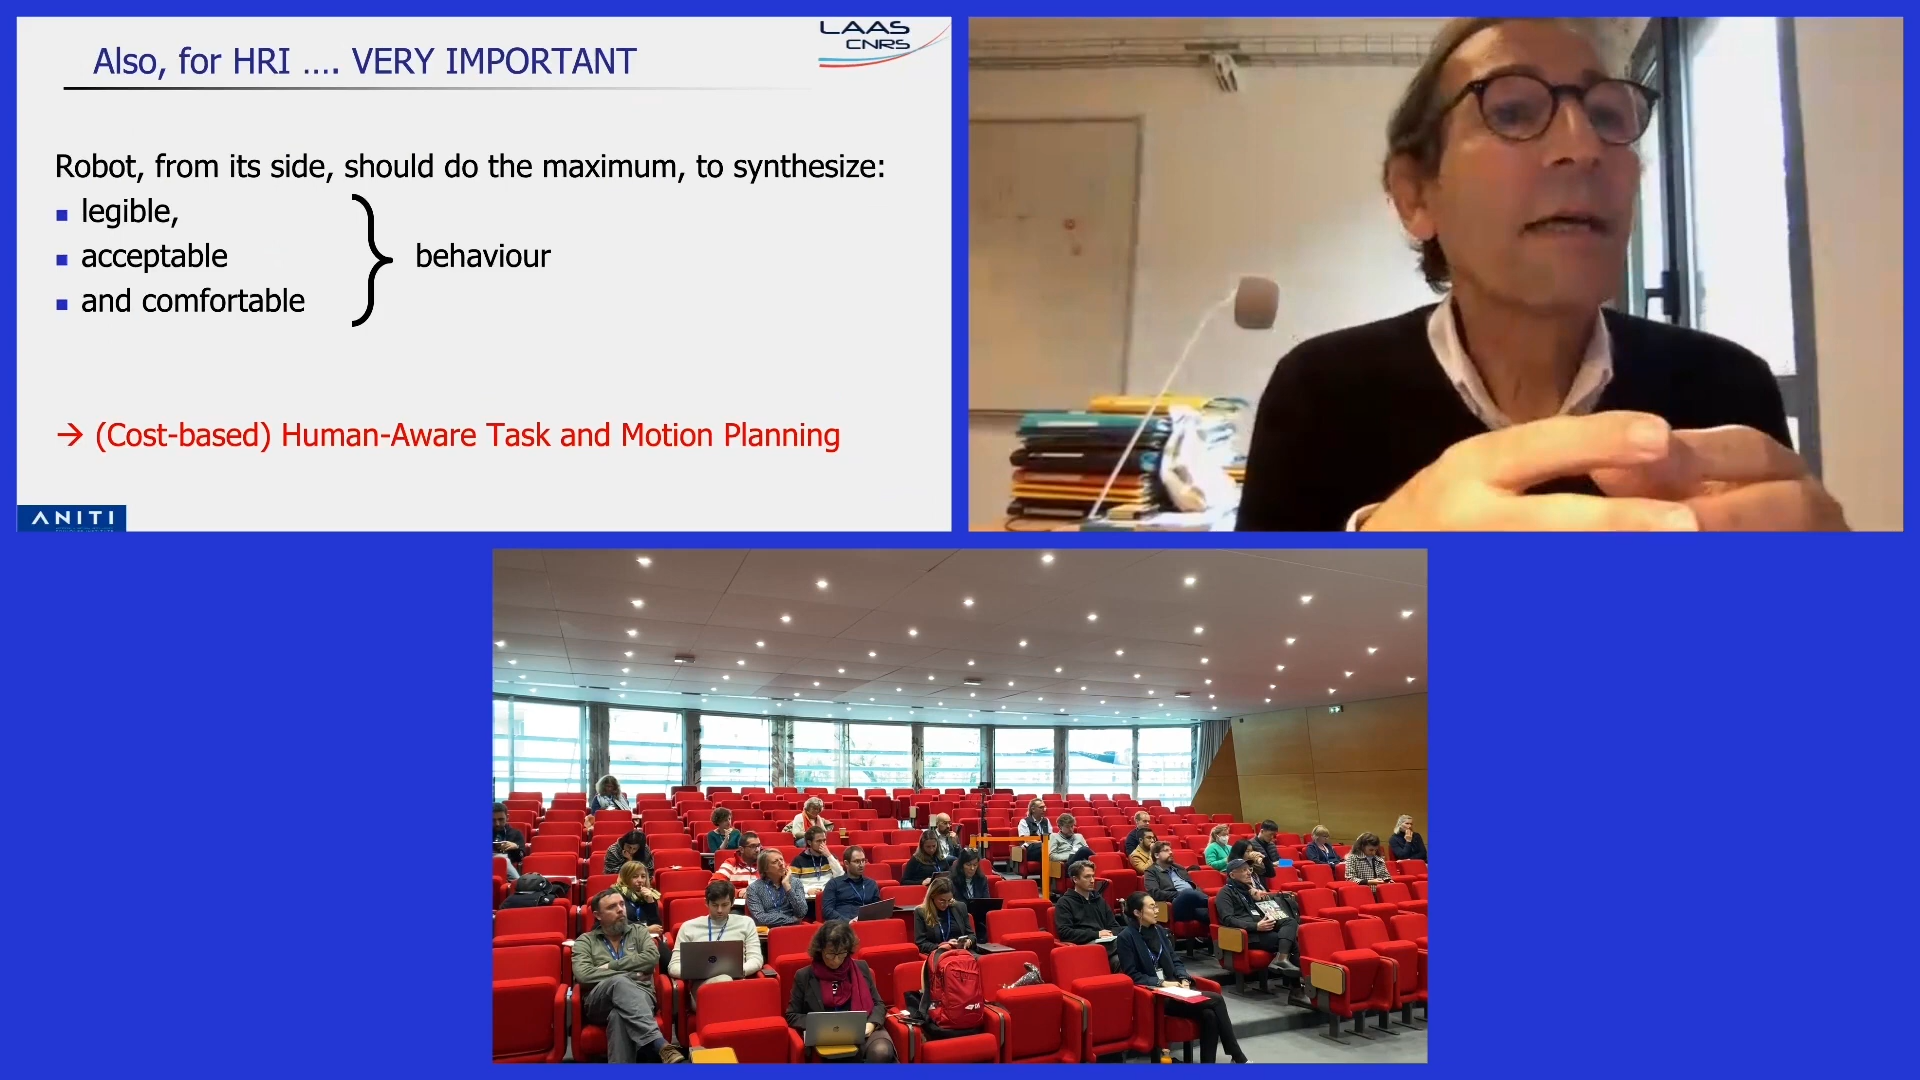 LAAS
CNRS
Also, for HRI .... VERY IMPORTANT
Robot, from its side, should do the maximum, to synthesize:
▪ legible,
▪ acceptable
▪ and comfortable
behaviour
→ (Cost-based) Human-Aware Task and Motion Planning
ANITI